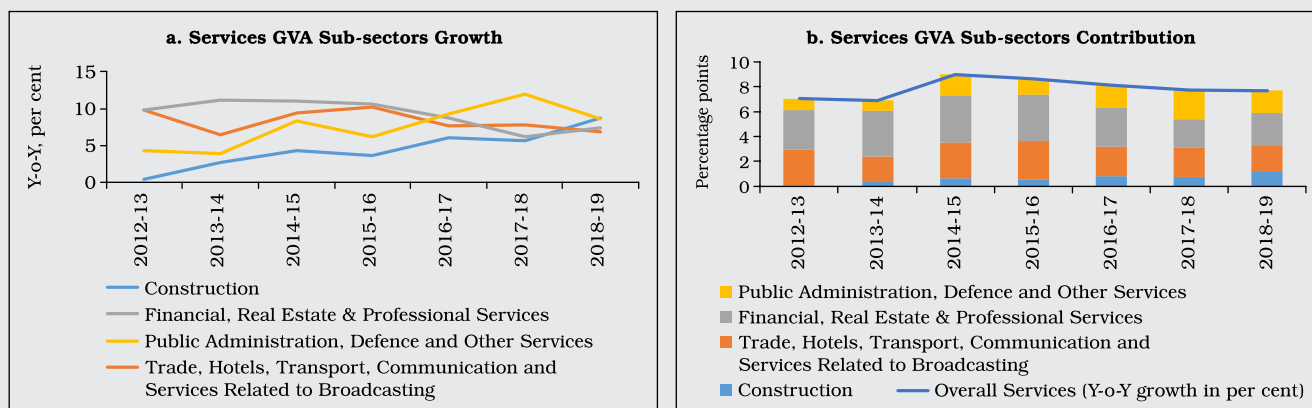 a. Services GVA Sub-sectors Growth
Y-o-Y, per cent
15
10
5
0
2012-13
2013-14
2014-15
2015-16
2016-17
2017-18
2018-19
Construction
Financial, Real Estate & Professional Services
Public Administration, Defence and Other Services
Trade, Hotels, Transport, Communication and
Services Related to Broadcasting
b. Services GVA Sub-sectors Contribution
Percentage points
10
8
6
4
2
0
2012-13
2013-14
2014-15
2015-16
2016-17
2017-18
2018-19
Public Administration, Defence and Other Services
Financial, Real Estate & Professional Services
Trade, Hotels, Transport, Communication and
Services Related to Broadcasting
Construction
Overall Services (Y-o-Y growth in per cent)